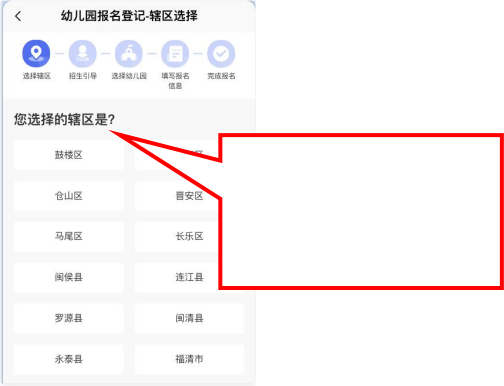 幼儿园报名登记-辖区选择
选择辖区 招生引导 选择幼儿园 填写报名信息 完成报名
您选择的辖区是?
鼓楼区 区
仓山区 晋安区
马尾区 长乐区
闽侯县 连江县
罗源县 闽清县
永泰县 福清市